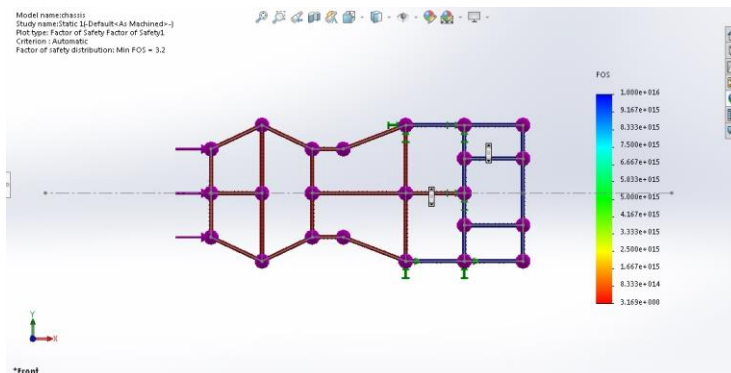 Model name:chassis
Study name:Static 1(-Default<As Machined>-)
Plot type: Factor of Safety Factor of Safety1
Criterion : Automatic
Factor of safety distribution: Min FOS = 3.2
FOS
1.000e+016
9.167e+015
8.333e+015
7.500e+015
6.667e+015
5.833e+015
5.000e+015
4.167e+015
3.333e+015
2.500e+015
1.667e+015
8.333e+014
3.169e+000
Y
X
*Front